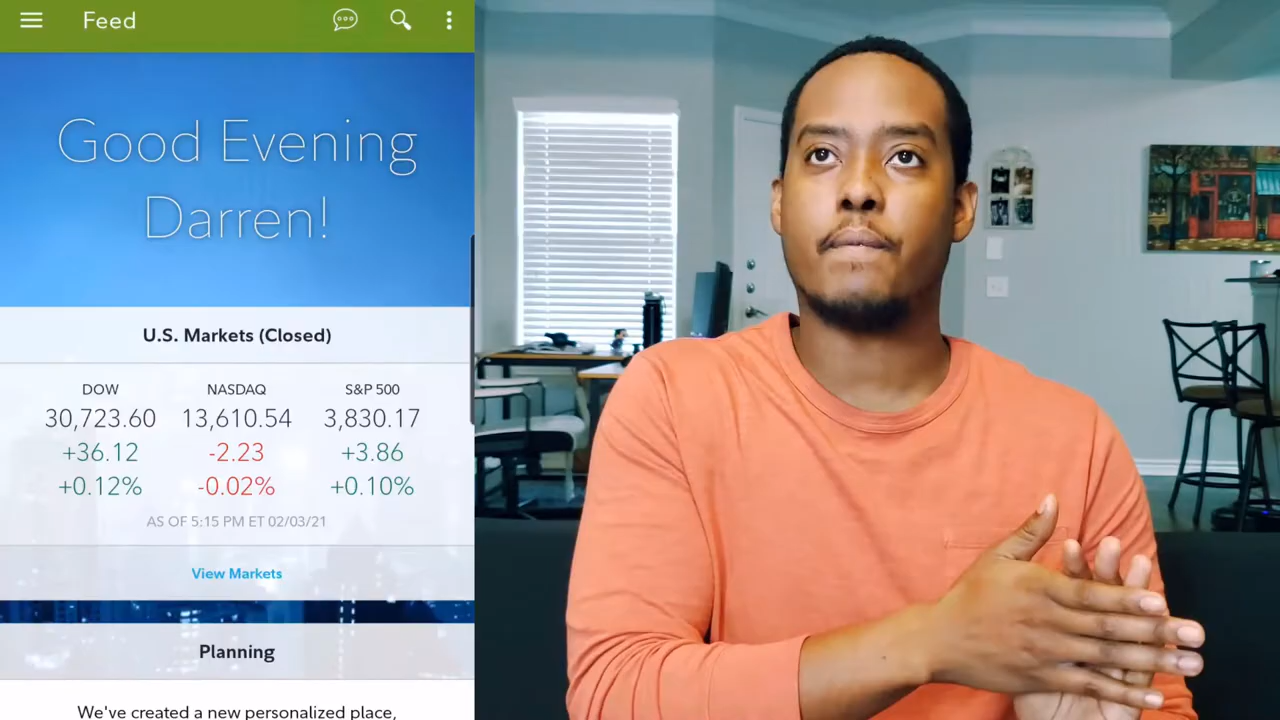 Feed
Good Evening
Darren!
U.S. Markets (Closed)
DOW NASDAQ S&P 500
30,723.60 13,610.54 3,830.17
+36.12 -2.23 +3.86
+0.12% -0.02% +0.10%
AS OF 5:15 PM ET 02/03/21
View Markets
Planning
We've created a new personalized place,